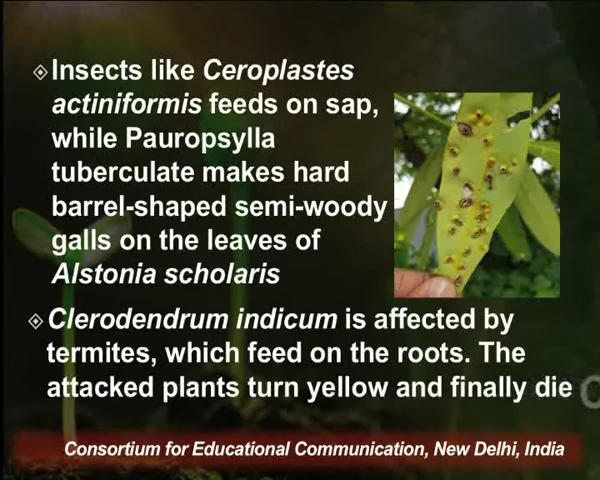 Insects like Ceroplastes
actiniformis feeds on sap,
while Pauropsylla
tuberculate makes hard
barrel-shaped semi-woody
galls on the leaves of
Alstonia scholaris
Clerodendrum indicum is affected by
termites, which feed on the roots. The
attacked plants turn yellow and finally die
Consortium for Educational Communication, New Delhi, India